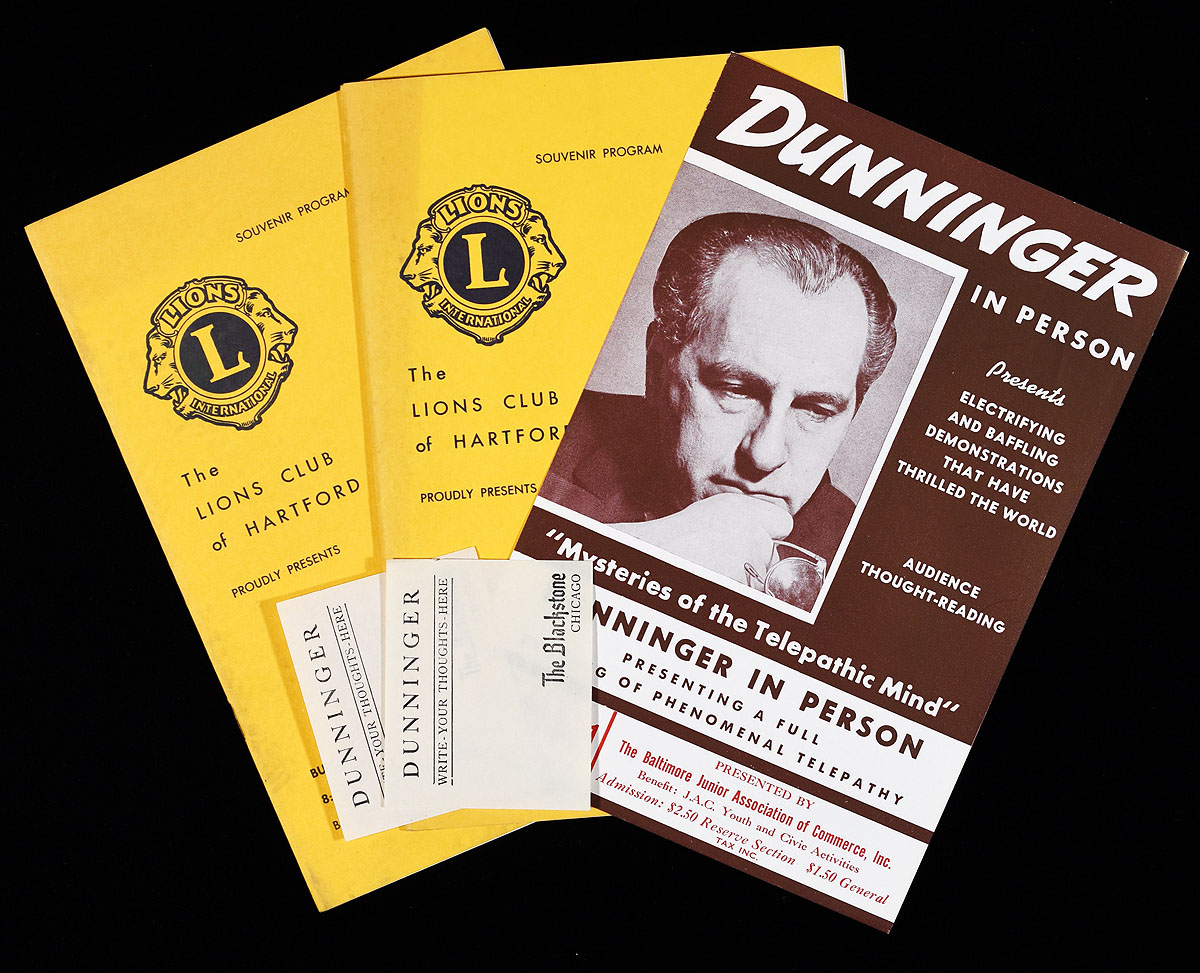 SOUVENIR PROGRAM
LIONS
L
INTERNATIONAL
The
LIONS CLUB
of HARTFORD
PROUDLY PRESENTS
SOUVENIR PROGRAM
LIONS
L
INTERNATIONAL
The
LIONS CLUB
of
PROUDLY PRESENTS
DUNNINGER
YOUR THOUGHTS-HERE
DUNNINGER
WRITE-YOUR THOUGHTS-HERE
The Blackstone
CHICAGO
DUNNINGER
IN PERSON
Presents
ELECTRIFYING
AND BAFFLING
DEMONSTRATIONS
THAT HAVE
THRILLED THE WORLD
AUDIENCE
THOUGHT-READING
"Mysteries of the Telepathic Mind"
NNINGER IN PERSON
PRESENTING A FULL
G OF PHENOMENAL TELEPATHY
PRESENTED BY
The Baltimore Junior Association of Commerce, Inc.
Benefit: J.A.C. Youth and Civic Activities
Admission: $2.50 Reserve Section $1.50 General
TAX INC.